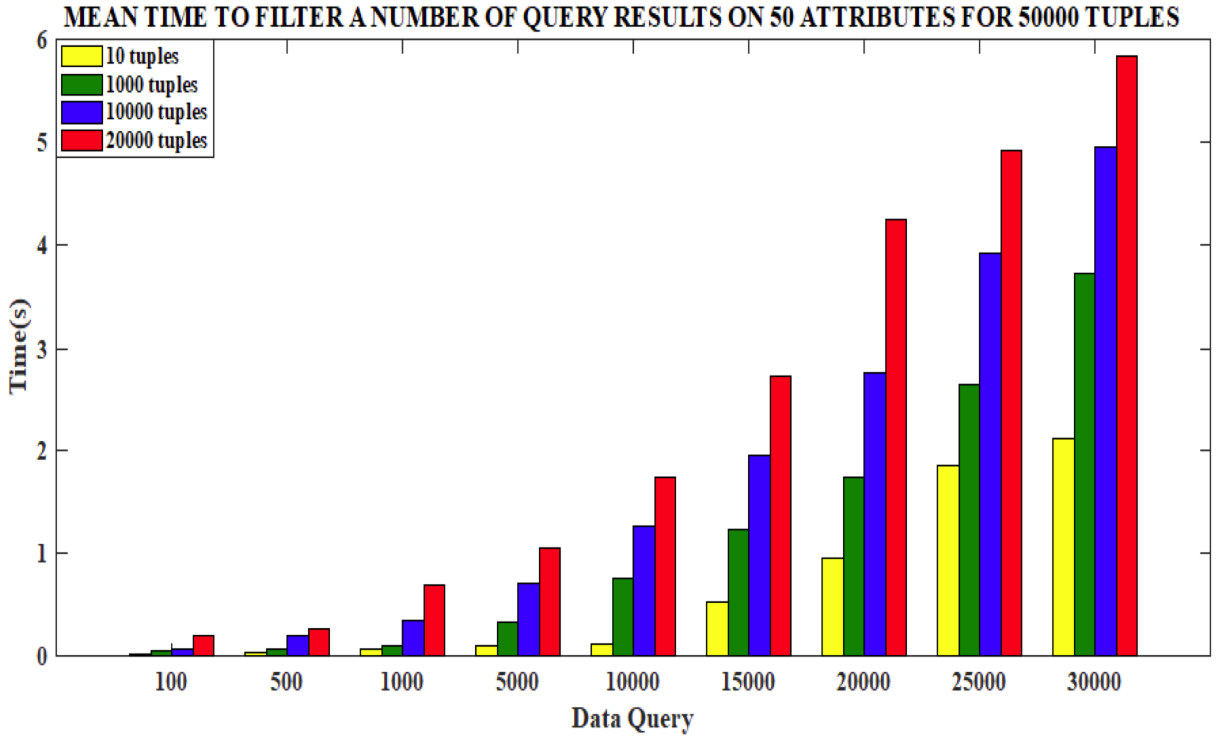 MEAN TIME TO FILTER A NUMBER OF QUERY RESULTS ON 50 ATTRIBUTES FOR 50000 TUPLES
6
5
4
3
2
1
0
Time(s)
10 tuples
1000 tuples
10000 tuples
20000 tuples
100 500 1000 5000 10000 15000 20000 25000 30000
Data Query